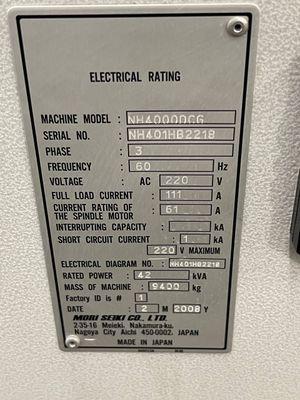 ELECTRICAL RATING
MACHINE MODEL : NH4000DCG
SERIAL NO. : NH401HB2218
PHASE : 3
FREQUENCY : 60 Hz
VOLTAGE : AC 220 V
FULL LOAD CURRENT : 111 A
CURRENT RATING OF
THE SPINDLE MOTOR : 61 A
INTERRUPTING CAPACITY : kA
SHORT CIRCUIT CURRENT : kA
220 V MAXIMUM
ELECTRICAL DIAGRAM NO. : NH401HB2218
RATED POWER : 42 kVA
MASS OF MACHINE : 9400 kg
Factory ID is # 1
DATE : 2 M 2008 Y
MORI SEIKI CO., LTD.
2-35-16 Meieki, Nakamura-ku,
Nagoya City Aichi 450-0002, JAPAN
MADE IN JAPAN